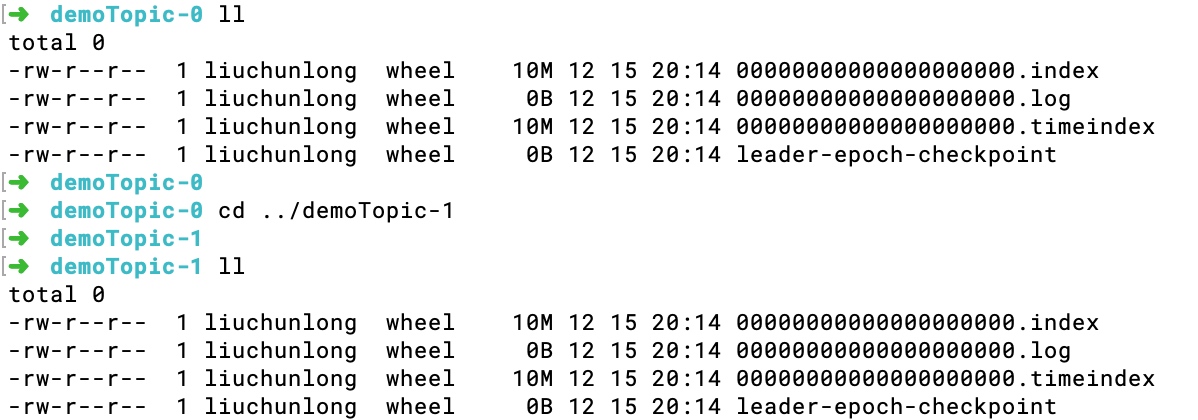 [➜ demoTopic-0 ll
total 0
-rw-r--r--  1 liuchunlong  wheel    10M 12 15 20:14 00000000000000000000.index
-rw-r--r--  1 liuchunlong  wheel     0B 12 15 20:14 00000000000000000000.log
-rw-r--r--  1 liuchunlong  wheel    10M 12 15 20:14 00000000000000000000.timeindex
-rw-r--r--  1 liuchunlong  wheel     0B 12 15 20:14 leader-epoch-checkpoint
[➜ demoTopic-0
[➜ demoTopic-0 cd ../demoTopic-1
[➜ demoTopic-1
[➜ demoTopic-1 ll
total 0
-rw-r--r--  1 liuchunlong  wheel    10M 12 15 20:14 00000000000000000000.index
-rw-r--r--  1 liuchunlong  wheel     0B 12 15 20:14 00000000000000000000.log
-rw-r--r--  1 liuchunlong  wheel    10M 12 15 20:14 00000000000000000000.timeindex
-rw-r--r--  1 liuchunlong  wheel     0B 12 15 20:14 leader-epoch-checkpoint